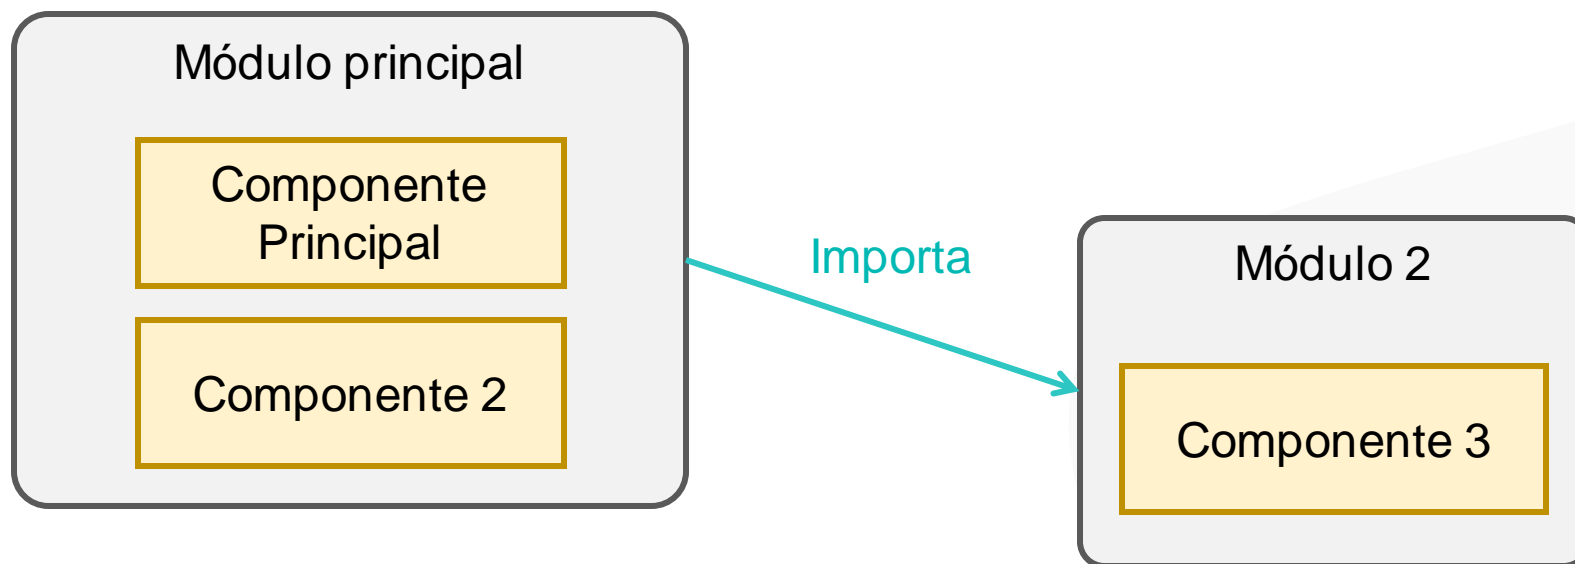 Módulo principal
Componente
Principal
Componente 2
Importa
Módulo 2
Componente 3